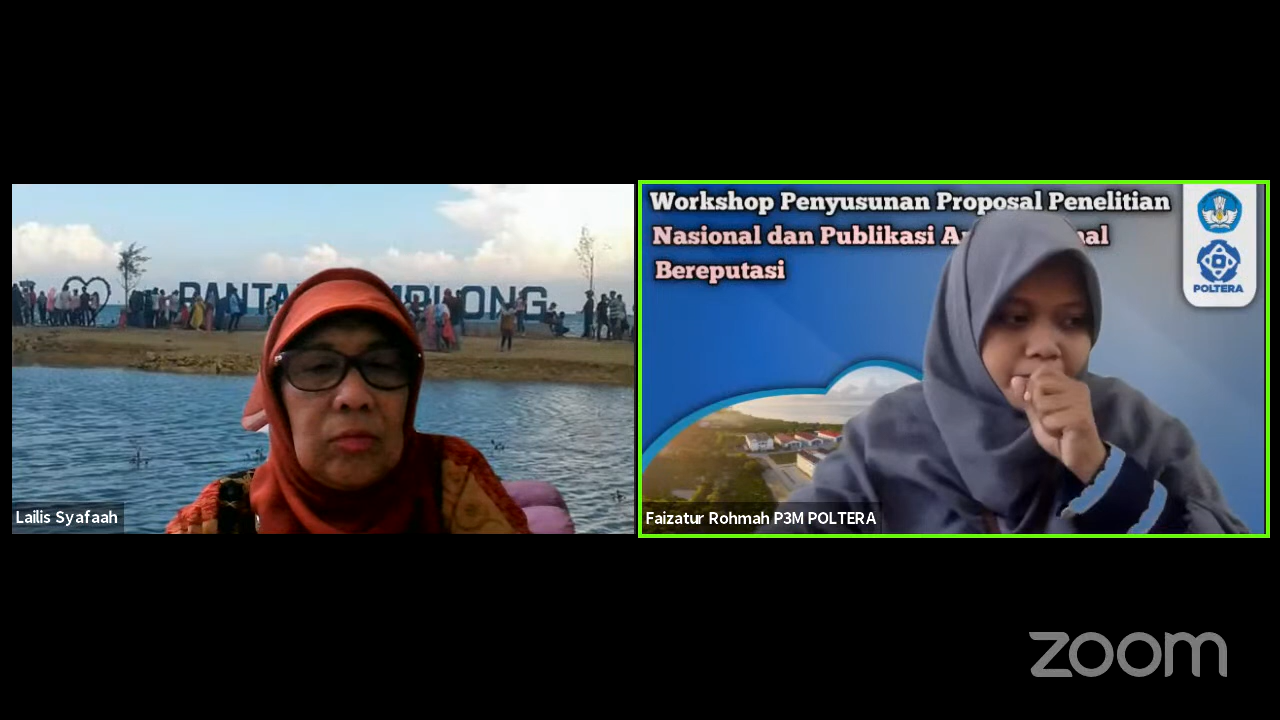 Workshop Penyusunan Proposal Penelitian
Nasional dan Publikasi
Bereputasi
POLTERA
Lailis Syafaah
Faizatur Rohmah P3M POLTERA
zoom